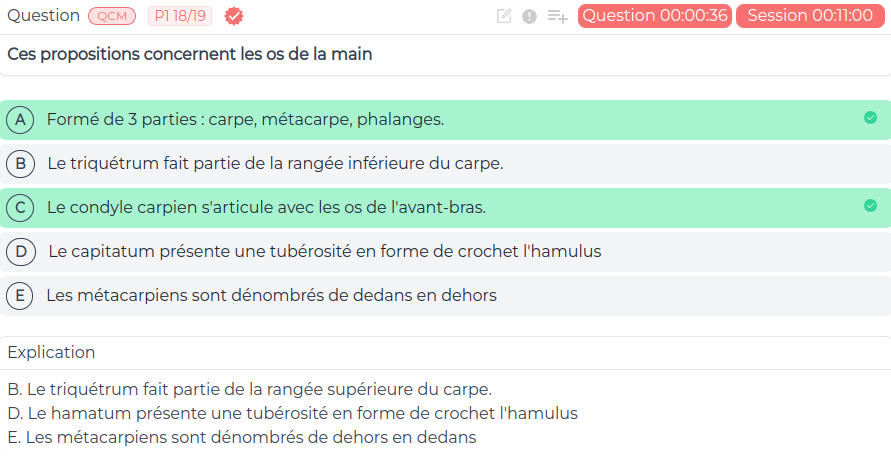 Question QCM P1 18/19 Question 00:00:36 Session 00:11:00
Ces propositions concernent les os de la main
A Formé de 3 parties : carpe, métacarpe, phalanges.
B Le triquétrum fait partie de la rangée inférieure du carpe.
C Le condyle carpien s'articule avec les os de l'avant-bras.
D Le capitatum présente une tubérosité en forme de crochet l'hamulus
E Les métacarpiens sont dénombrés de dedans en dehors
Explication
B. Le triquétrum fait partie de la rangée supérieure du carpe.
D. Le hamatum présente une tubérosité en forme de crochet l'hamulus
E. Les métacarpiens sont dénombrés de dehors en dedans